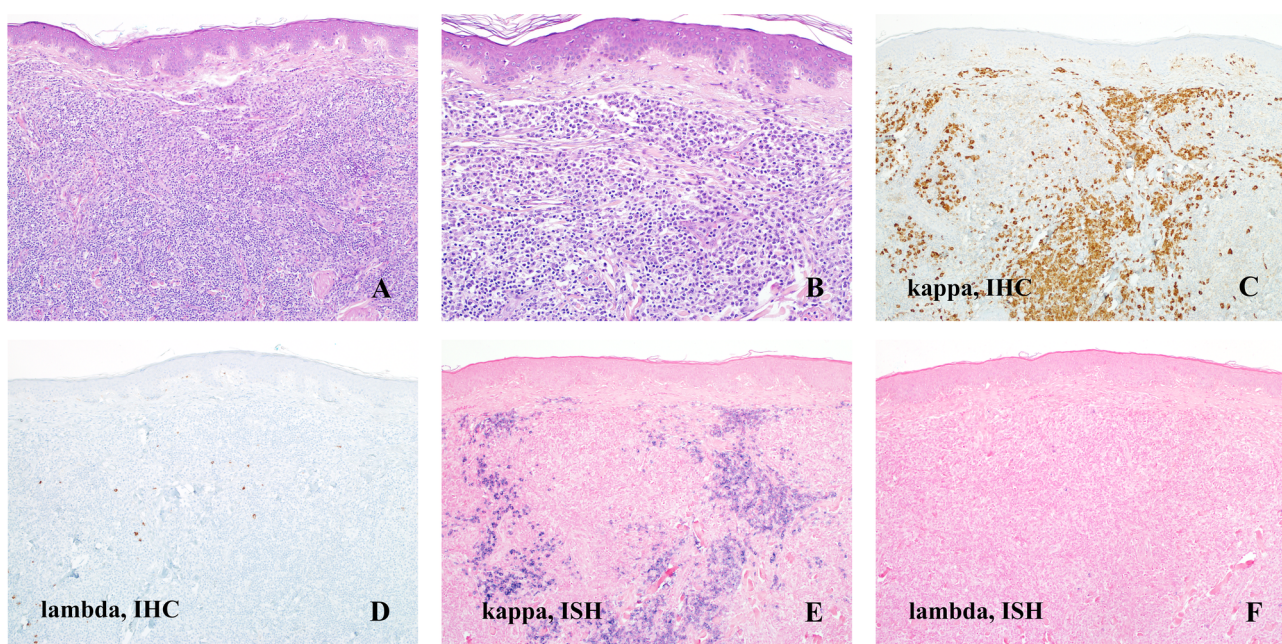 A
B
kappa, IHC C
lambda, IHC D
kappa, ISH E
lambda, ISH F